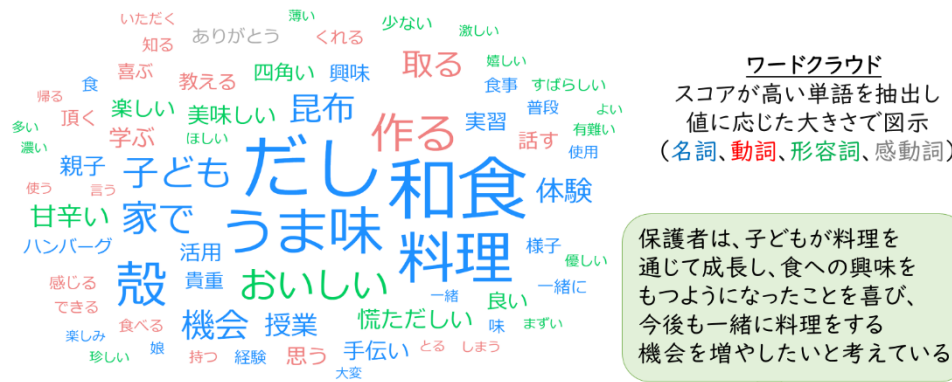 いただく
薄い
少ない
激しい
知る
ありがとう
くれる
取る
嬉しい
食
喜ぶ
教える
四角い
興味
食事
すばらしい
帰る
楽しい
美味しい
昆布
作る
実習
普段
よい
多い
頂く
学ぶ
ほしい
話す
有難い
濃い
親子
子ども
だし
和食
使用
使う
言う
体験
甘辛い
家で
うま味
料理
ハンバーグ
活用
様子
優しい
感じる
殻
貴重
おいしい
一緒
一緒に
できる
機会
授業
慌ただしい
良い
味
まずい
楽しみ
食べる
娘
珍しい
持つ
経験
思う
手伝い
とる
しまう
大変
ワードクラウド
スコアが高い単語を抽出し
値に応じた大きさで図示
(名詞、動詞、形容詞、感動詞)
保護者は、子どもが料理を
通じて成長し、食への興味を
もつようになったことを喜び、
今後も一緒に料理をする
機会を増やしたいと考えている